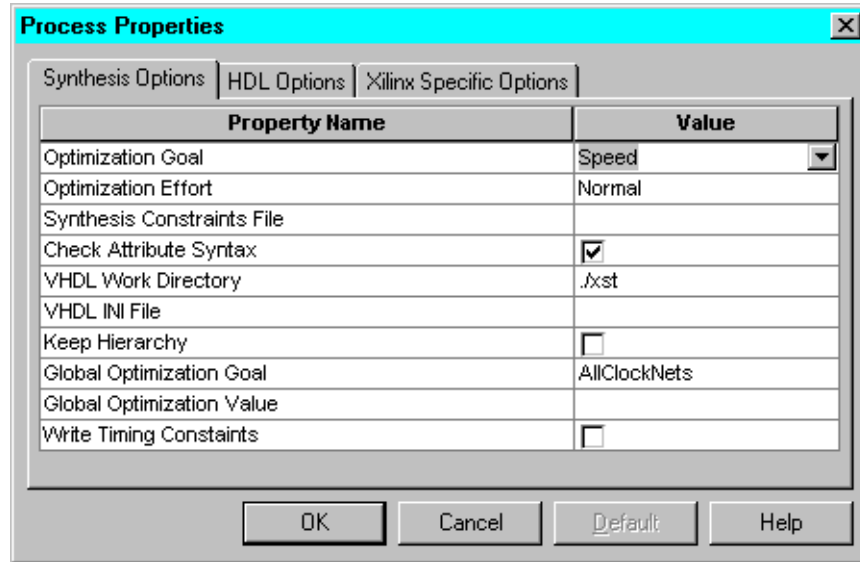 Process Properties
Synthesis Options HDL Options Xilinx Specific Options
Property Name Value
Optimization Goal Speed
Optimization Effort Normal
Synthesis Constraints File
Check Attribute Syntax
VHDL Work Directory ./xst
VHDL INI File
Keep Hierarchy
Global Optimization Goal AllClockNets
Global Optimization Value
Write Timing Constaints
OK Cancel Default Help